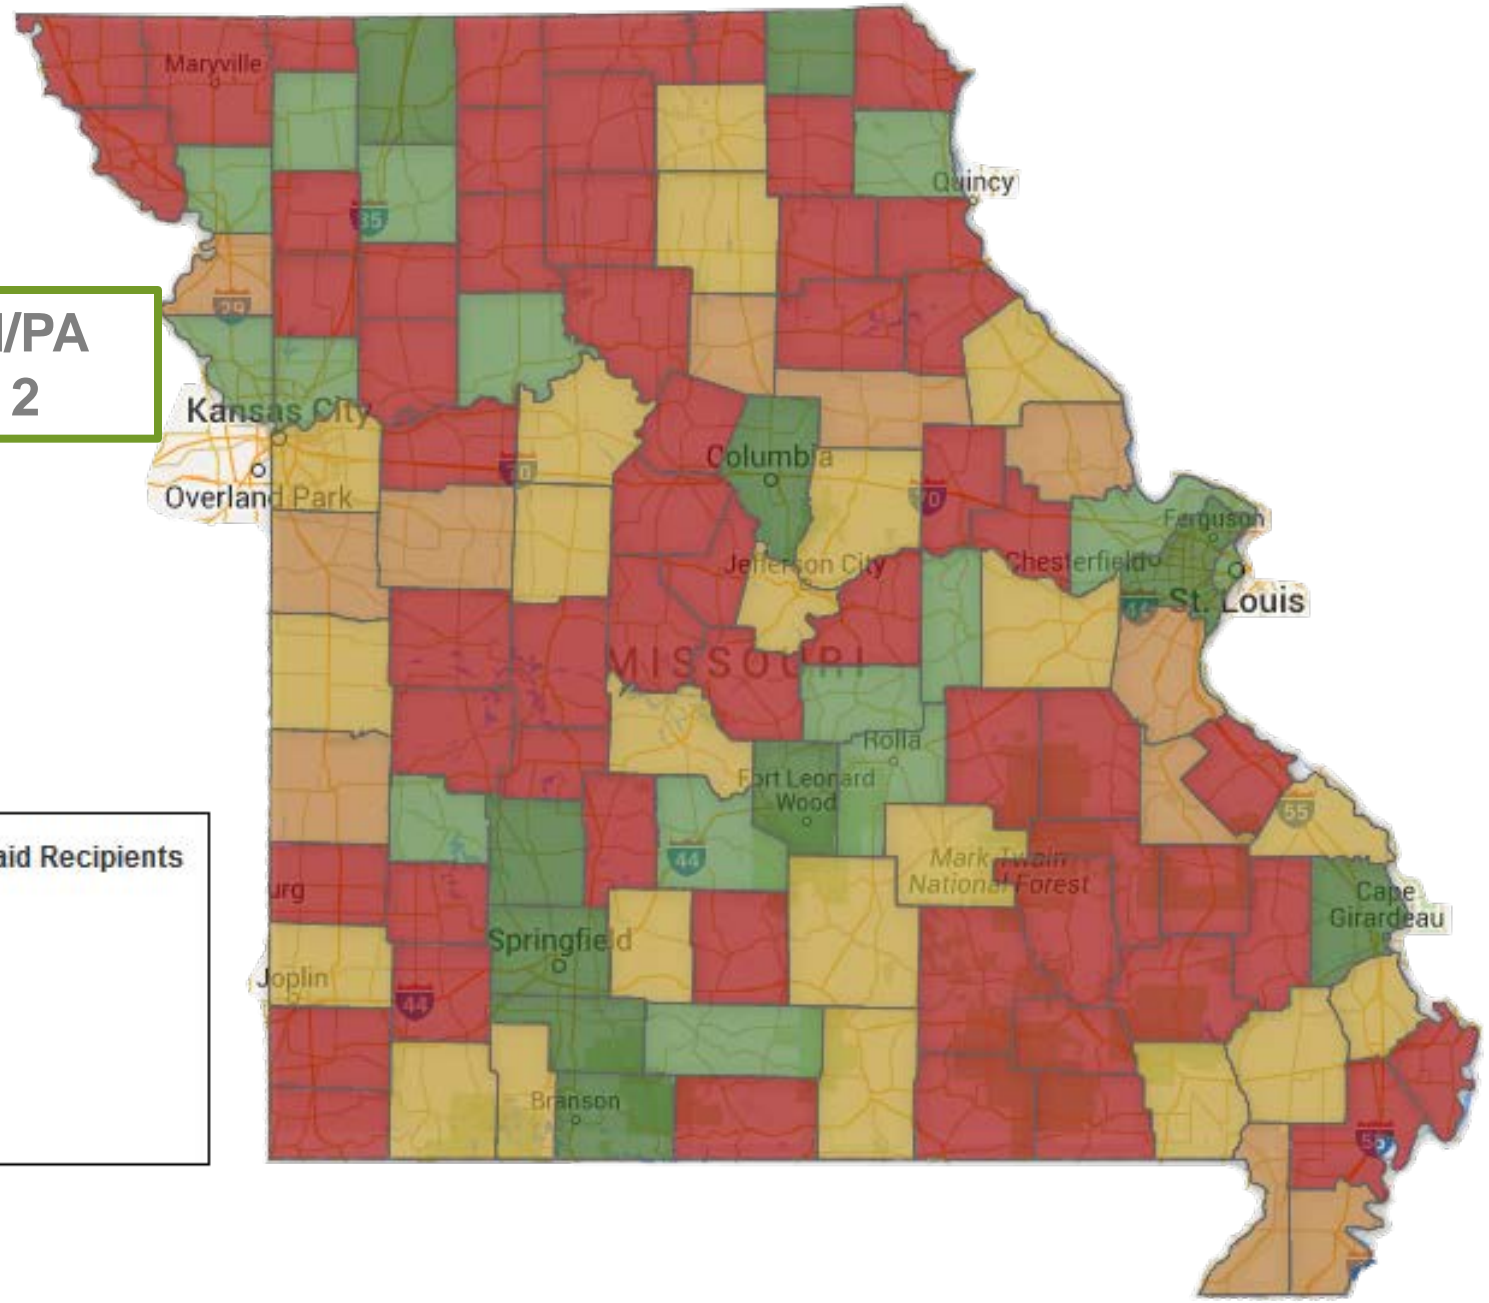 Maryville
Quincy
35
29
I/PA
2
Kansas City
70
Columbia
Overland Park
70
Ferguson
Jefferson City
Chesterfield
44
St. Louis
MISSOURI
Rolla
Fort Leonard
Wood
55
aid Recipients
44
Mark Twain
National Forest
urg
Cape
Girardeau
Springfield
Joplin
44
Branson
55